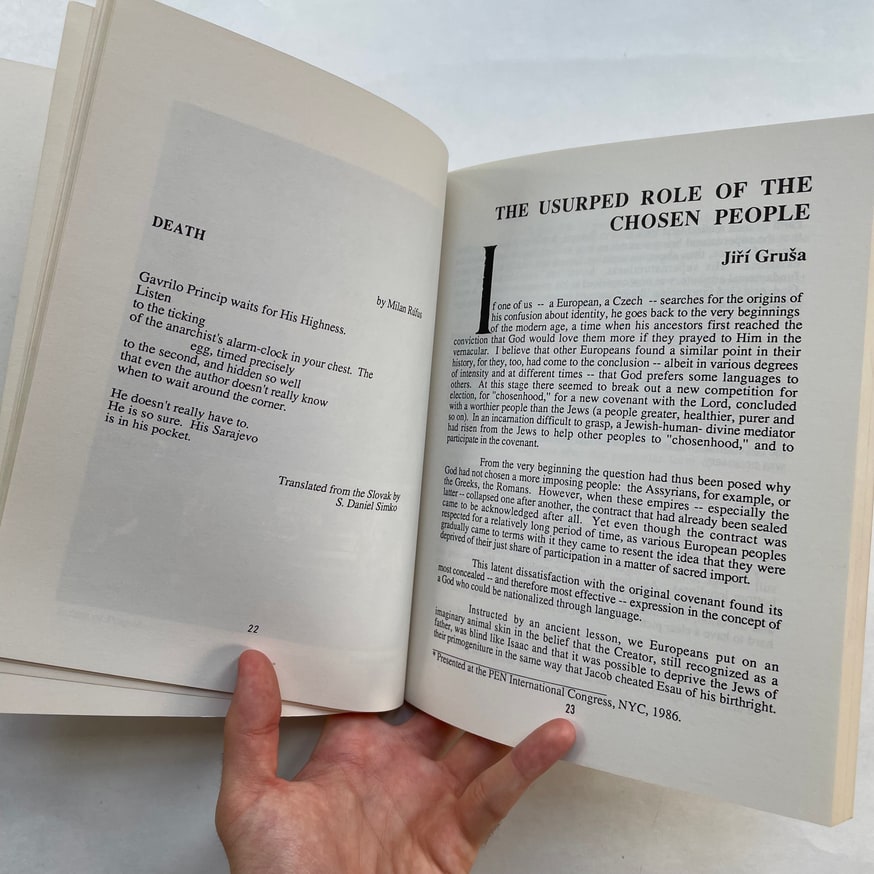 DEATH
by Milan Rúfus
Gavrilo Princip waits for His Highness.
Listen
to the ticking
of the anarchist's alarm-clock in your chest. The
egg, timed precisely
to the second, and hidden so well
that even the author doesn't really know
when to wait around the corner.
He doesn't really have to.
He is so sure. His Sarajevo
is in his pocket.
Translated from the Slovak by
S. Daniel Simko
22
THE USURPED ROLE OF THE
CHOSEN PEOPLE
Jiří Gruša
If one of us -- a European, a Czech -- searches for the origins of
his confusion about identity, he goes back to the very beginnings
of the modern age, a time when his ancestors first reached the
conviction that God would love them more if they prayed to Him in the
vernacular. I believe that other Europeans found a similar point in their
history, for they, too, had come to the conclusion -- albeit in various degrees
of intensity and at different times -- that God prefers some languages to
others. At this stage there seemed to break out a new competition for
election, for "chosenhood," for a new covenant with the Lord, concluded
with a worthier people than the Jews (a people greater, healthier, purer and
so on). In an incarnation difficult to grasp, a Jewish-human- divine mediator
had risen from the Jews to help other peoples to "chosenhood," and to
participate in the covenant.
From the very beginning the question had thus been posed why
God had not chosen a more imposing people: the Assyrians, for example, or
the Greeks, the Romans. However, when these empires -- especially the
latter -- collapsed one after another, the contract that had already been sealed
came to be acknowledged after all. Yet even though the contract was
respected for a relatively long period of time, as various European peoples
gradually came to terms with it they came to resent the idea that they were
deprived of their just share of participation in a matter of sacred import.
This latent dissatisfaction with the original covenant found its
most concealed -- and therefore most effective -- expression in the concept of
a God who could be nationalized through language.
Instructed by an ancient lesson, we Europeans put on an
imaginary animal skin in the belief that the Creator, still recognized as a
father, was blind like Isaac and that it was possible to deprive the Jews of
their primogeniture in the same way that Jacob cheated Esau of his birthright.
* Presented at the PEN International Congress, NYC, 1986.
23